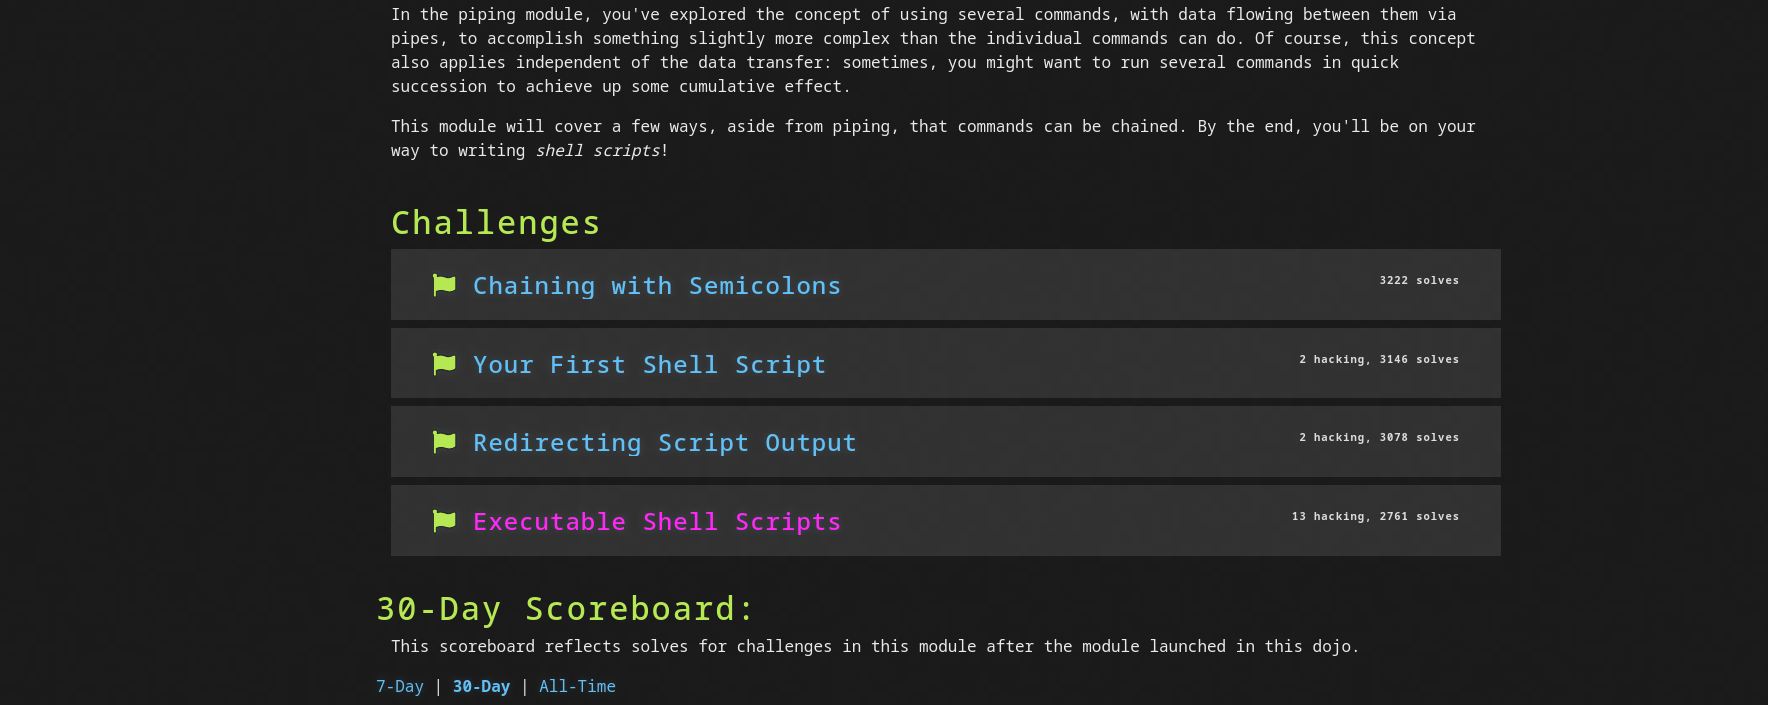 In the piping module, you've explored the concept of using several commands, with data flowing between them via
pipes, to accomplish something slightly more complex than the individual commands can do. Of course, this concept
also applies independent of the data transfer: sometimes, you might want to run several commands in quick
succession to achieve up some cumulative effect.
This module will cover a few ways, aside from piping, that commands can be chained. By the end, you'll be on your
way to writing shell scripts!
Challenges
Chaining with Semicolons 3222 solves
Your First Shell Script 2 hacking, 3146 solves
Redirecting Script Output 2 hacking, 3078 solves
Executable Shell Scripts 13 hacking, 2761 solves
30-Day Scoreboard:
This scoreboard reflects solves for challenges in this module after the module launched in this dojo.
7-Day | 30-Day | All-Time